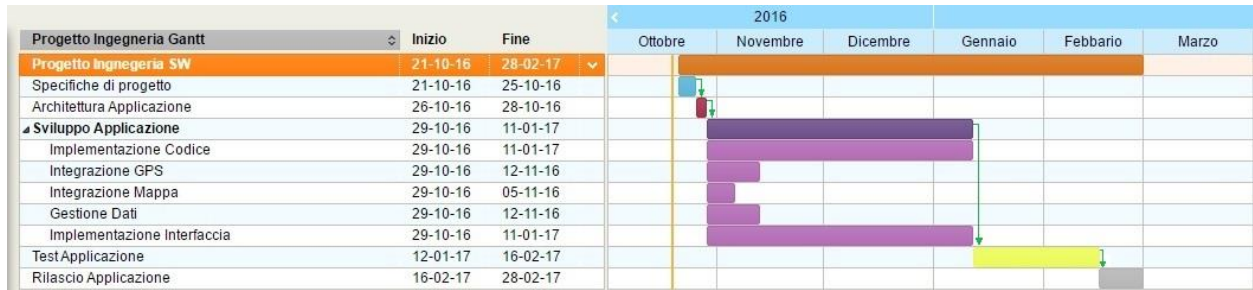 2016
Progetto Ingegneria Gantt Inizio Fine Ottobre Novembre Dicembre Gennaio Febbario Marzo
Progetto Ingnegeria SW 21-10-16 28-02-17
Specifiche di progetto 21-10-16 25-10-16
Architettura Applicazione 26-10-16 28-10-16
Sviluppo Applicazione 29-10-16 11-01-17
Implementazione Codice 29-10-16 11-01-17
Integrazione GPS 29-10-16 12-11-16
Integrazione Mappa 29-10-16 05-11-16
Gestione Dati 29-10-16 12-11-16
Implementazione Interfaccia 29-10-16 11-01-17
Test Applicazione 12-01-17 16-02-17
Rilascio Applicazione 16-02-17 28-02-17